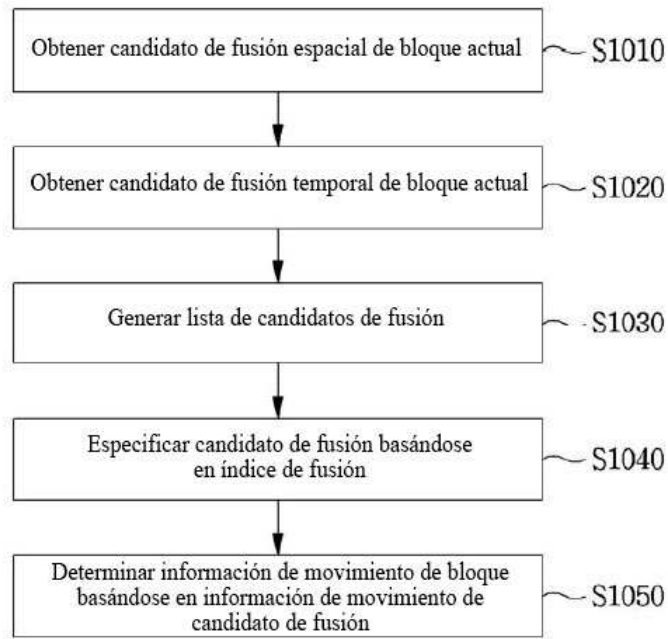 Obtener candidato de fusión espacial de bloque actual
S1010
Obtener candidato de fusión temporal de bloque actual
S1020
Generar lista de candidatos de fusión
S1030
Especificar candidato de fusión basándose
en índice de fusión
S1040
Determinar información de movimiento de bloque
basándose en información de movimiento de
candidato de fusión
S1050